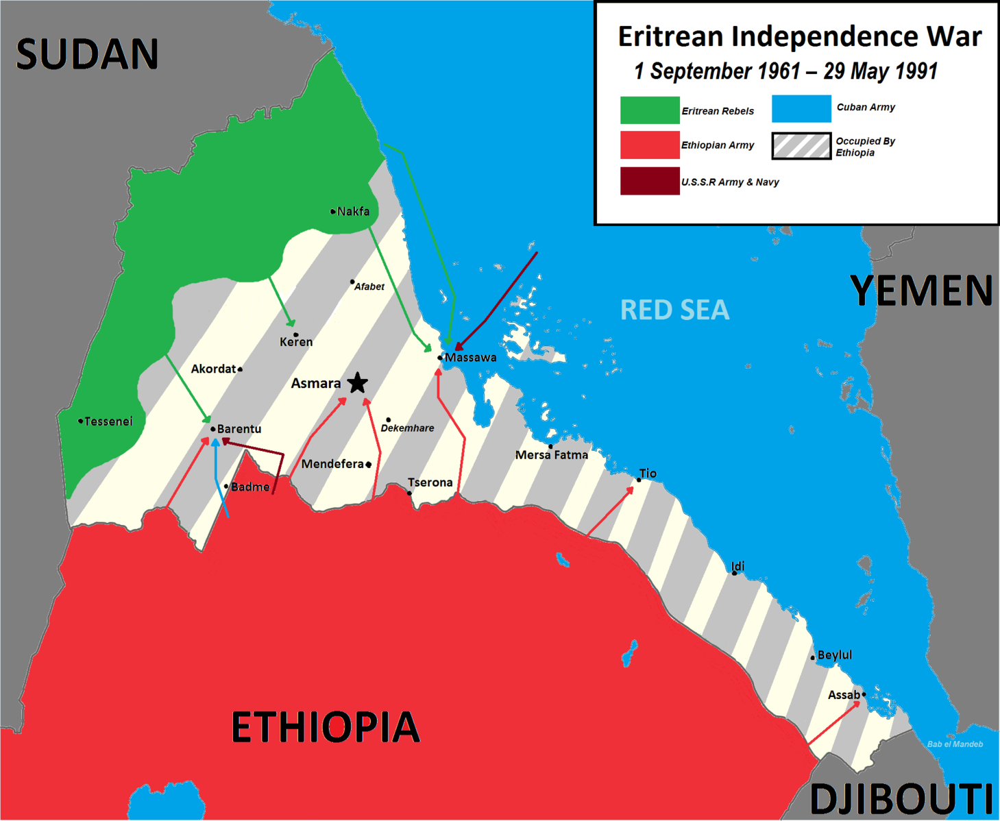 SUDAN
Eritrean Independence War
1 September 1961 – 29 May 1991
Eritrean Rebels
Cuban Army
Ethiopian Army
Occupied By
Ethiopia
U.S.S.R Army & Navy
Nakfa
Afabet
YEMEN
RED SEA
Keren
Massawa
Akordat
Asmara
Tessenei
Barentu
Dekemhare
Mersa Fatma
Mendefera
Tio
Tserona
Badme
Idi
Beylul
Assab
ETHIOPIA
Bab el Mandeb
DJIBOUTI